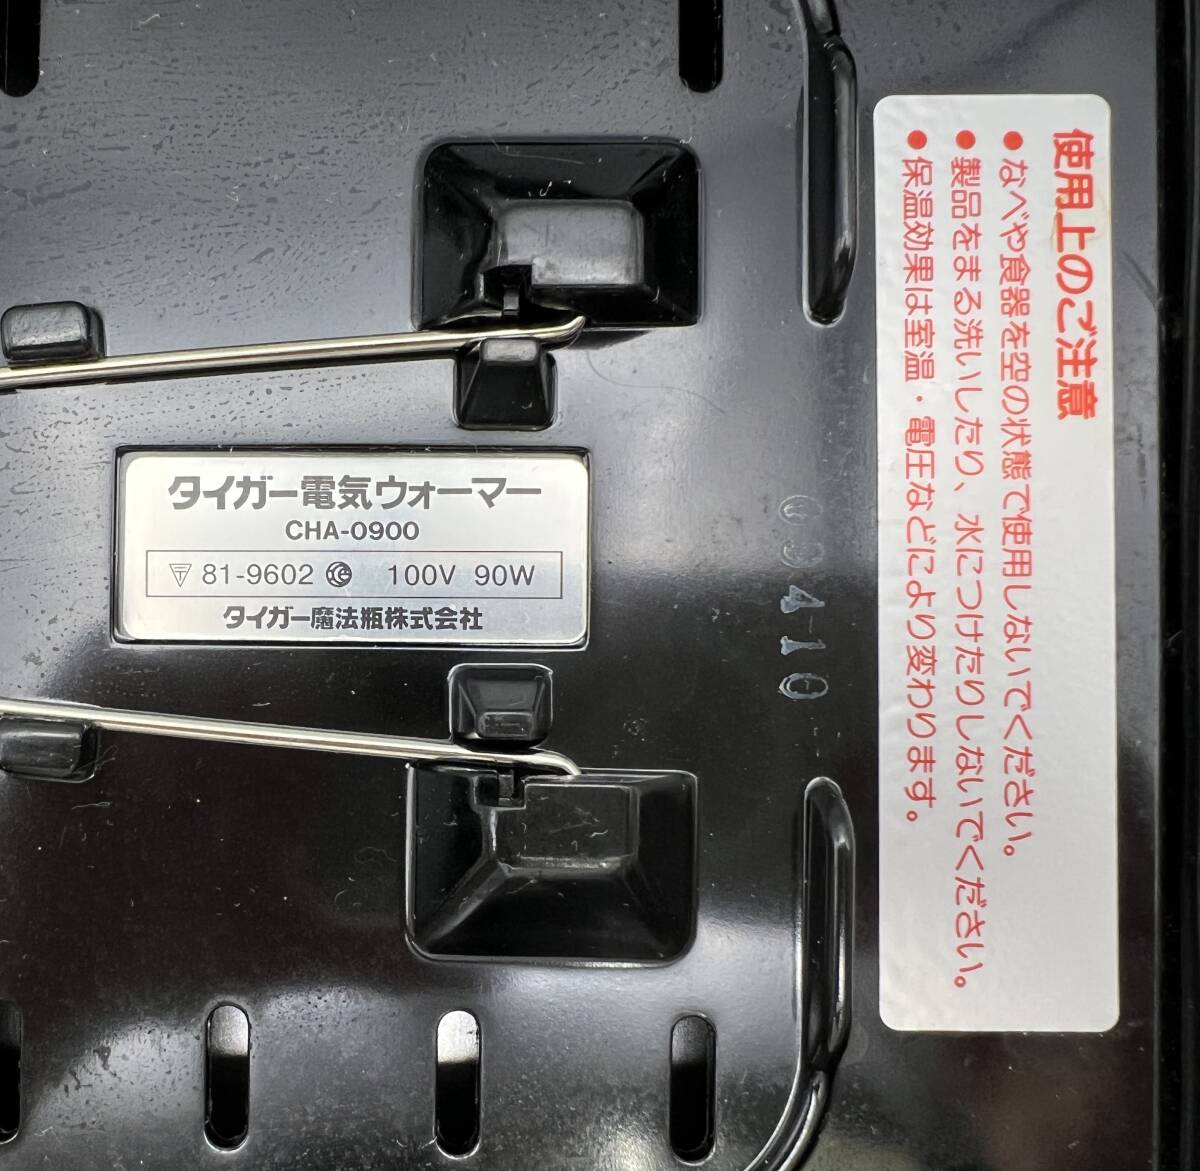 タイガー電気ウォーマー
CHA-0900
81-9602 100V 90W
タイガー魔法瓶株式会社
使用上のご注意
●なべや食器を空の状態で使用しないでください。
●製品をまる洗いしたり、水につけたりしないでください。
●保温効果は室温・電圧などにより変わります。